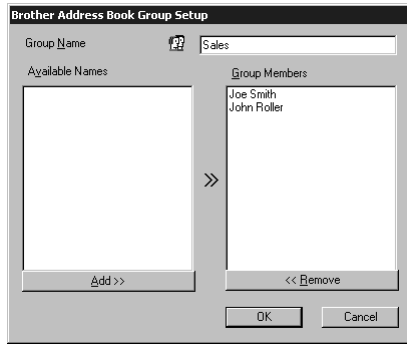 Brother Address Book Group Setup
Group Name
Sales
Available Names
Group Members
Joe Smith
John Roller
Add >>
<< Remove
OK
Cancel